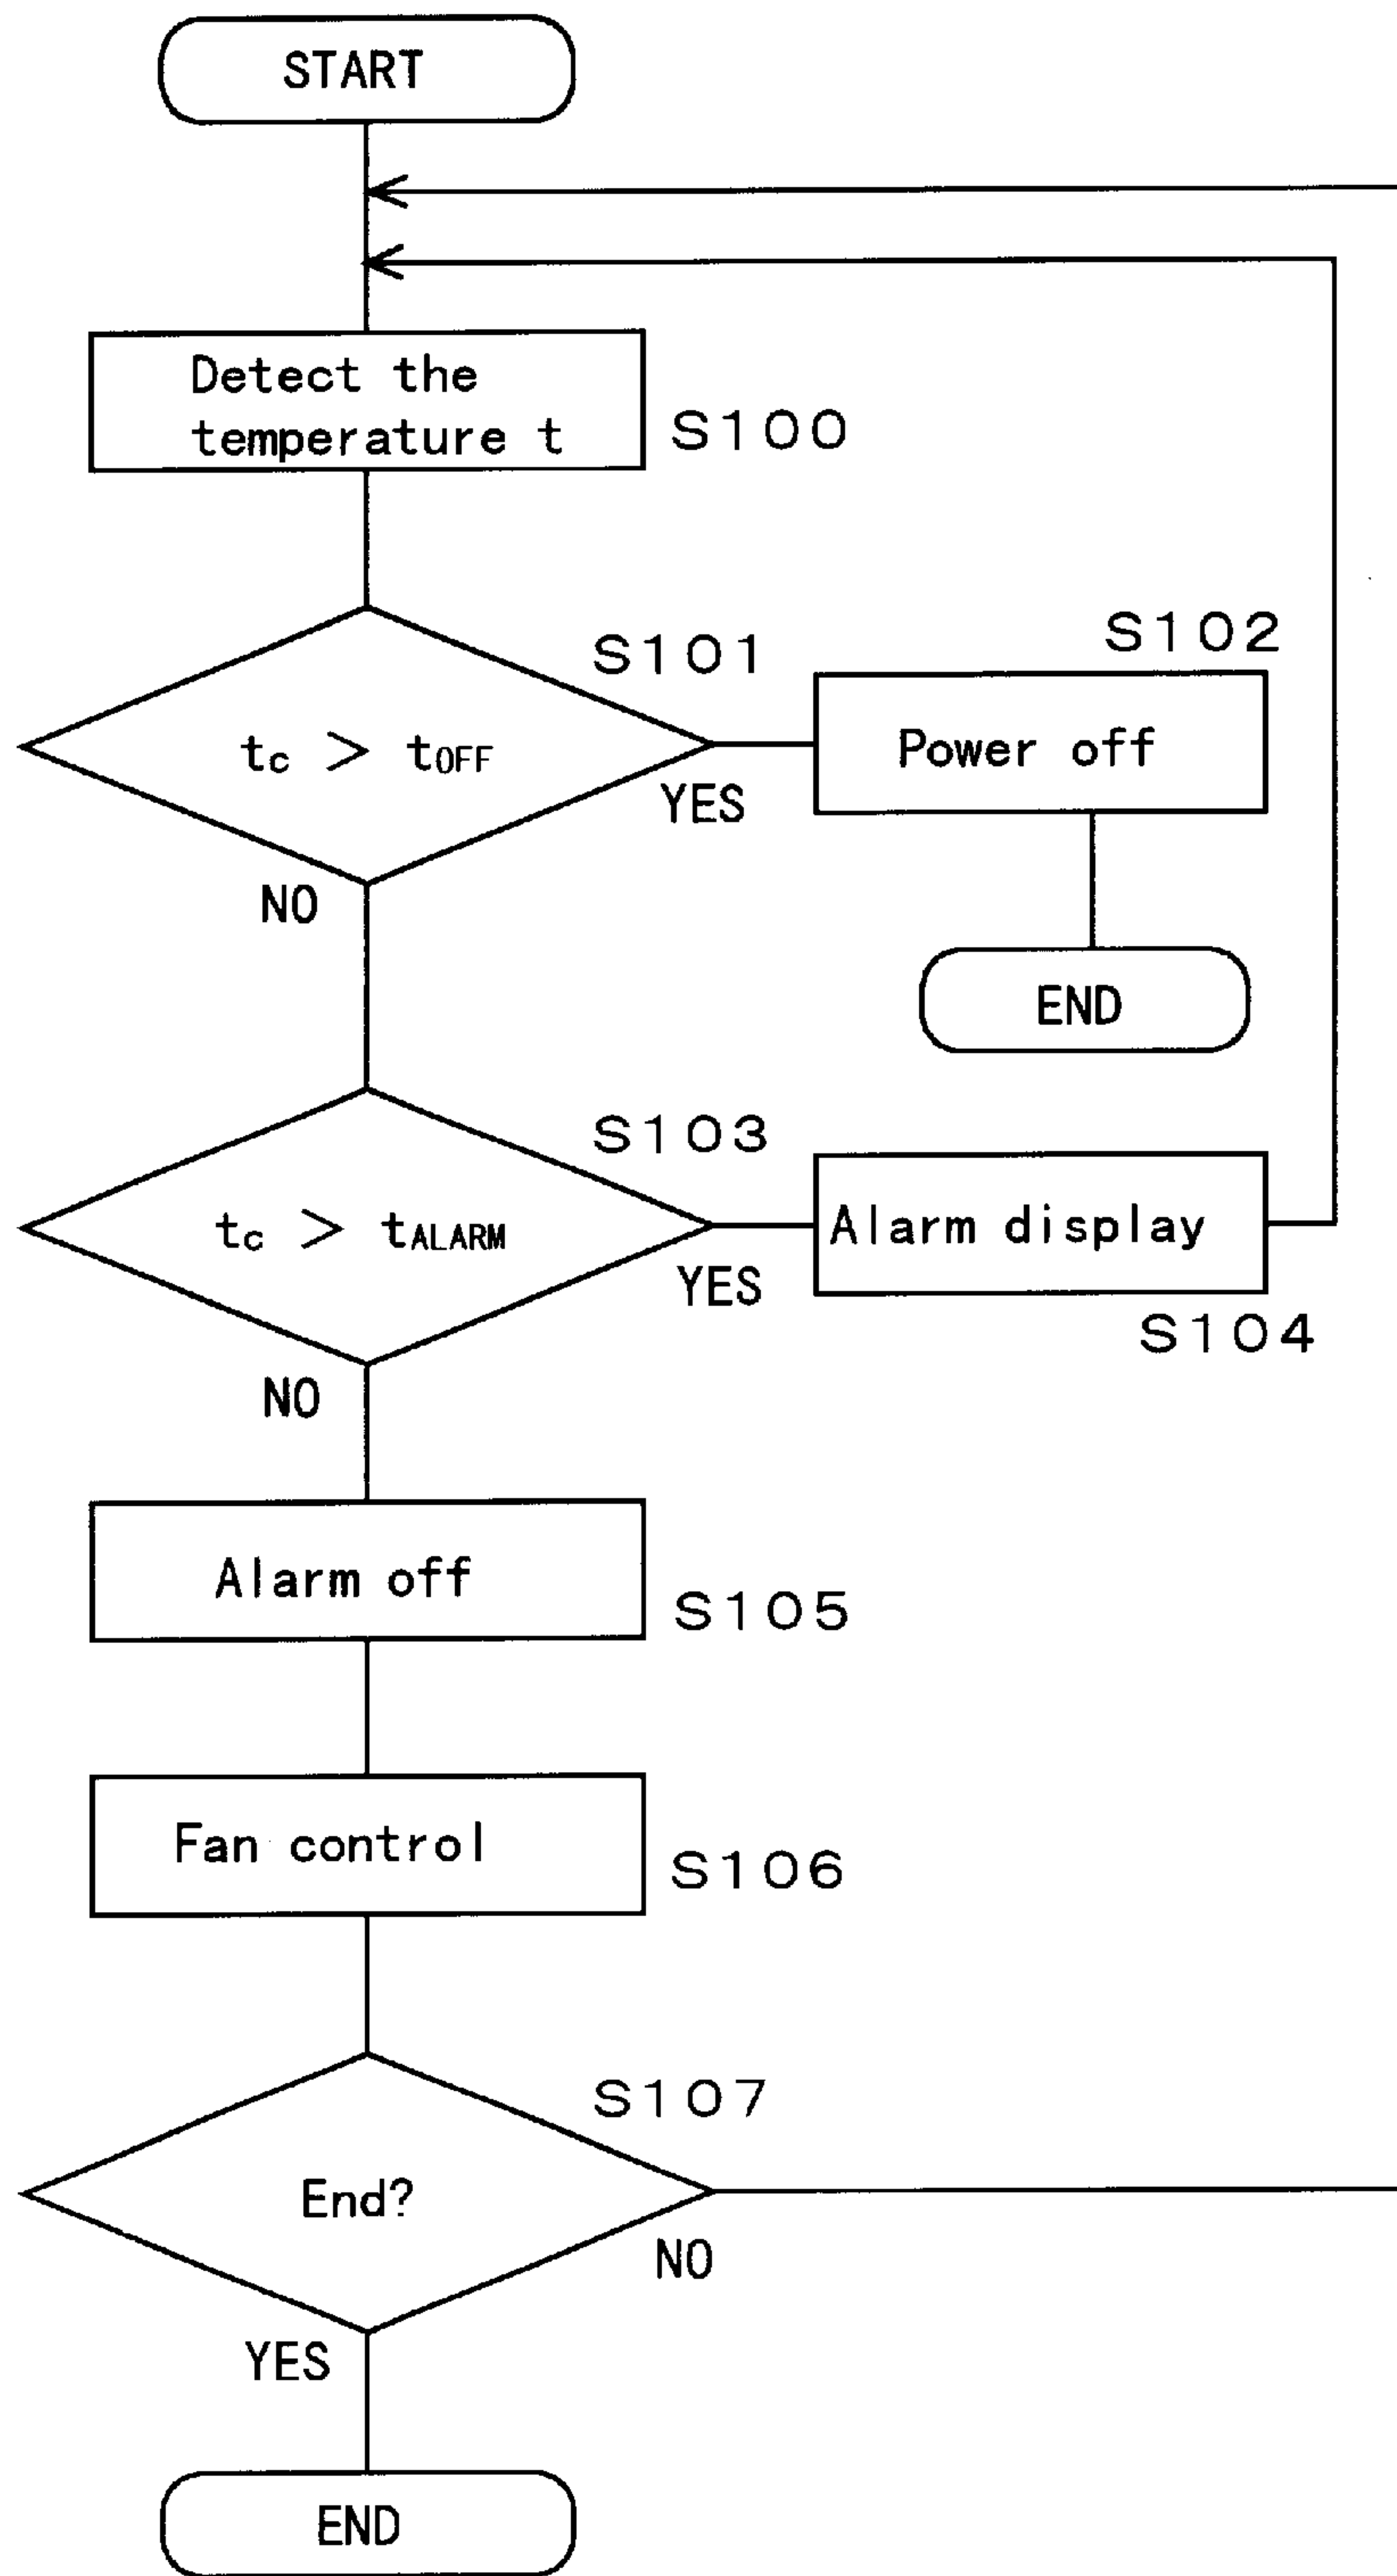 START
Detect the
temperature t
S100
S101
tc > tOFF
YES
NO
S102
Power off
END
S103
tc > tALARM
YES
NO
Alarm display
S104
Alarm off
S105
Fan control
S106
S107
End?
NO
YES
END